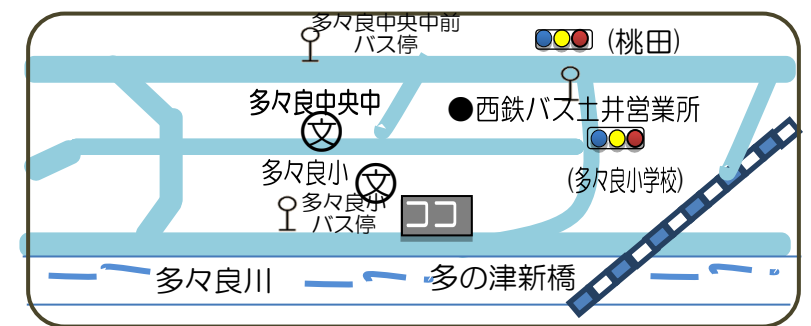 多々良中央中前
バス停
(桃田)
多々良中央中
●西鉄バス土井営業所
文
多々良小
文
(多々良小学校)
多々良小
バス停
ココ
多々良川
多の津新橋